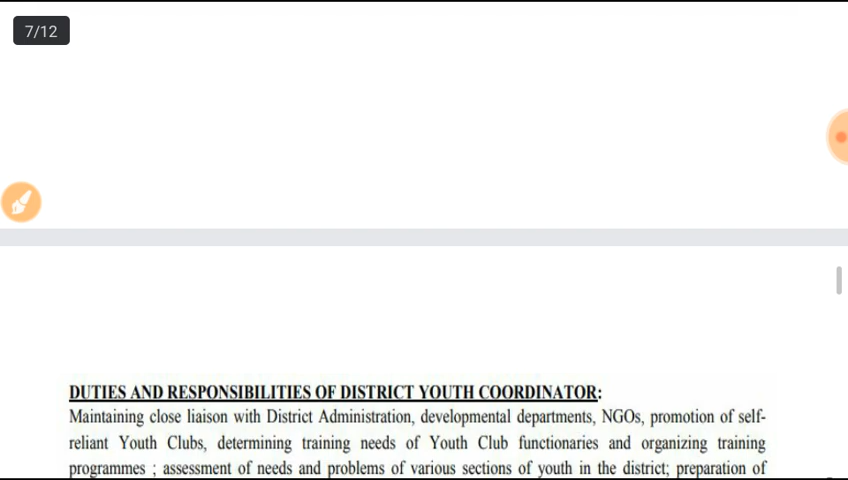 7/12
DUTIES AND RESPONSIBILITIES OF DISTRICT YOUTH COORDINATOR:
Maintaining close liaison with District Administration, developmental departments, NGOs, promotion of self-
reliant Youth Clubs, determining training needs of Youth Club functionaries and organizing training
programmes ; assessment of needs and problems of various sections of youth in the district; preparation of